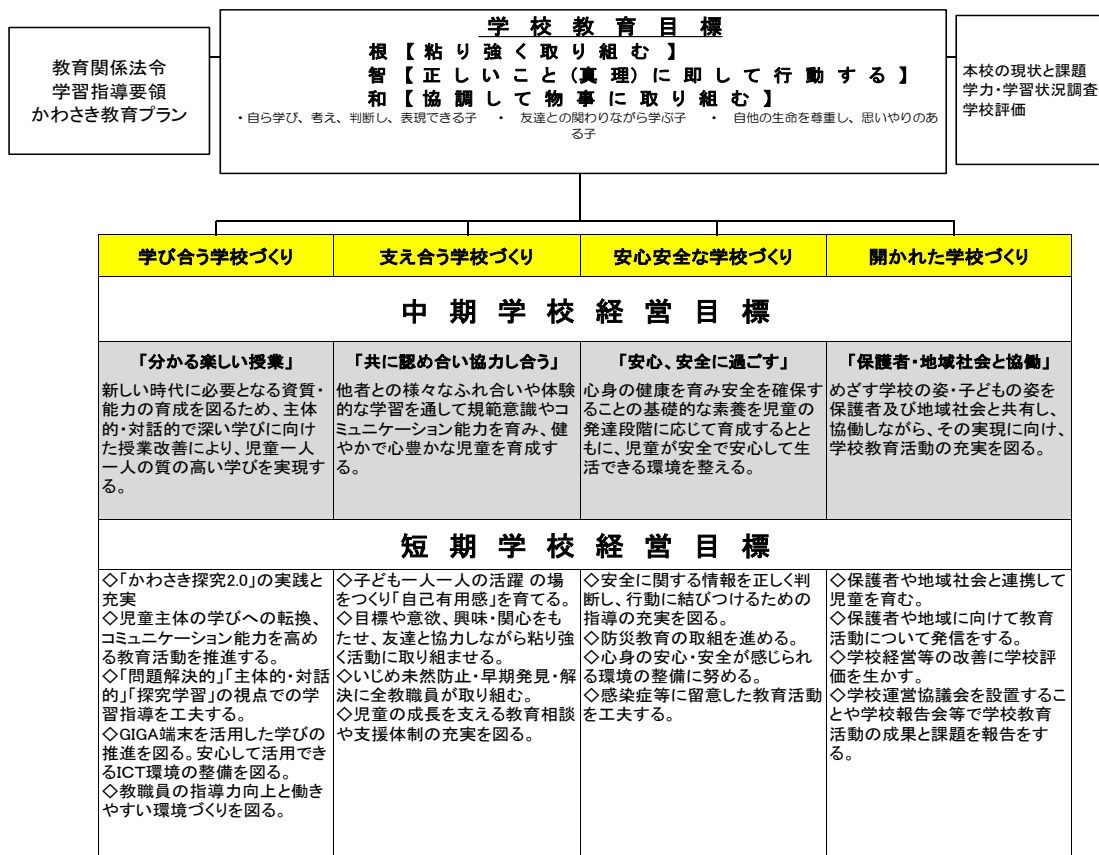 学校教育目標
根【粘り強く取り組む】
智【正しいこと(真理)に即して行動する】
和【協調して物事に取り組む】
・自ら学び、考え、判断し、表現できる子　・　友達との関わりながら学ぶ子　・　自他の生命を尊重し、思いやりのあ
る子
教育関係法令
学習指導要領
かわさき教育プラン
本校の現状と課題
学力・学習状況調査
学校評価
学び合う学校づくり
支え合う学校づくり
安心安全な学校づくり
開かれた学校づくり
中期学校経営目標
「分かる楽しい授業」
新しい時代に必要となる資質・
能力の育成を図るため、主体
的・対話的で深い学びに向け
た授業改善により、児童一人
一人の質の高い学びを実現す
る。
「共に認め合い協力し合う」
他者との様々なふれ合いや体験
的な学習を通して規範意識やコ
ミュニケーション能力を育み、健
やかで心豊かな児童を育成す
る。
「安心、安全に過ごす」
心身の健康を育み安全を確保す
ることの基礎的な素養を児童の
発達段階に応じて育成するとと
もに、児童が安全で安心して生
活できる環境を整える。
「保護者・地域社会と協働」
めざす学校の姿・子どもの姿を
保護者及び地域社会と共有し、
協働しながら、その実現に向け、
学校教育活動の充実を図る。
短期学校経営目標
◇「かわさき探究2.0」の実践と
充実
◇児童主体の学びへの転換、
コミュニケーション能力を高め
る教育活動を推進する。
◇「問題解決的」「主体的・対話
的」「探究学習」の視点での学
習指導を工夫する。
◇GIGA端末を活用した学びの
推進を図る。安心して活用でき
るICT環境の整備を図る。
◇教職員の指導力向上と働き
やすい環境づくりを図る。
◇子ども一人一人の活躍 の場
をつくり「自己有用感」を育てる。
◇目標や意欲、興味・関心をも
たせ、友達と協力しながら粘り強
く活動に取り組ませる。
◇いじめ未然防止・早期発見・解
決に全教職員が取り組む。
◇児童の成長を支える教育相談
や支援体制の充実を図る。
◇安全に関する情報を正しく判
断し、行動に結びつけるための
指導の充実を図る。
◇防災教育の取組を進める。
◇心身の安心・安全が感じられ
る環境の整備に努める。
◇感染症等に留意した教育活動
を工夫する。
◇保護者や地域社会と連携して
児童を育む。
◇保護者や地域に向けて教育
活動について発信をする。
◇学校経営等の改善に学校評
価を生かす。
◇学校運営協議会を設置するこ
とや学校報告会等で学校教育
活動の成果と課題を報告をす
る。